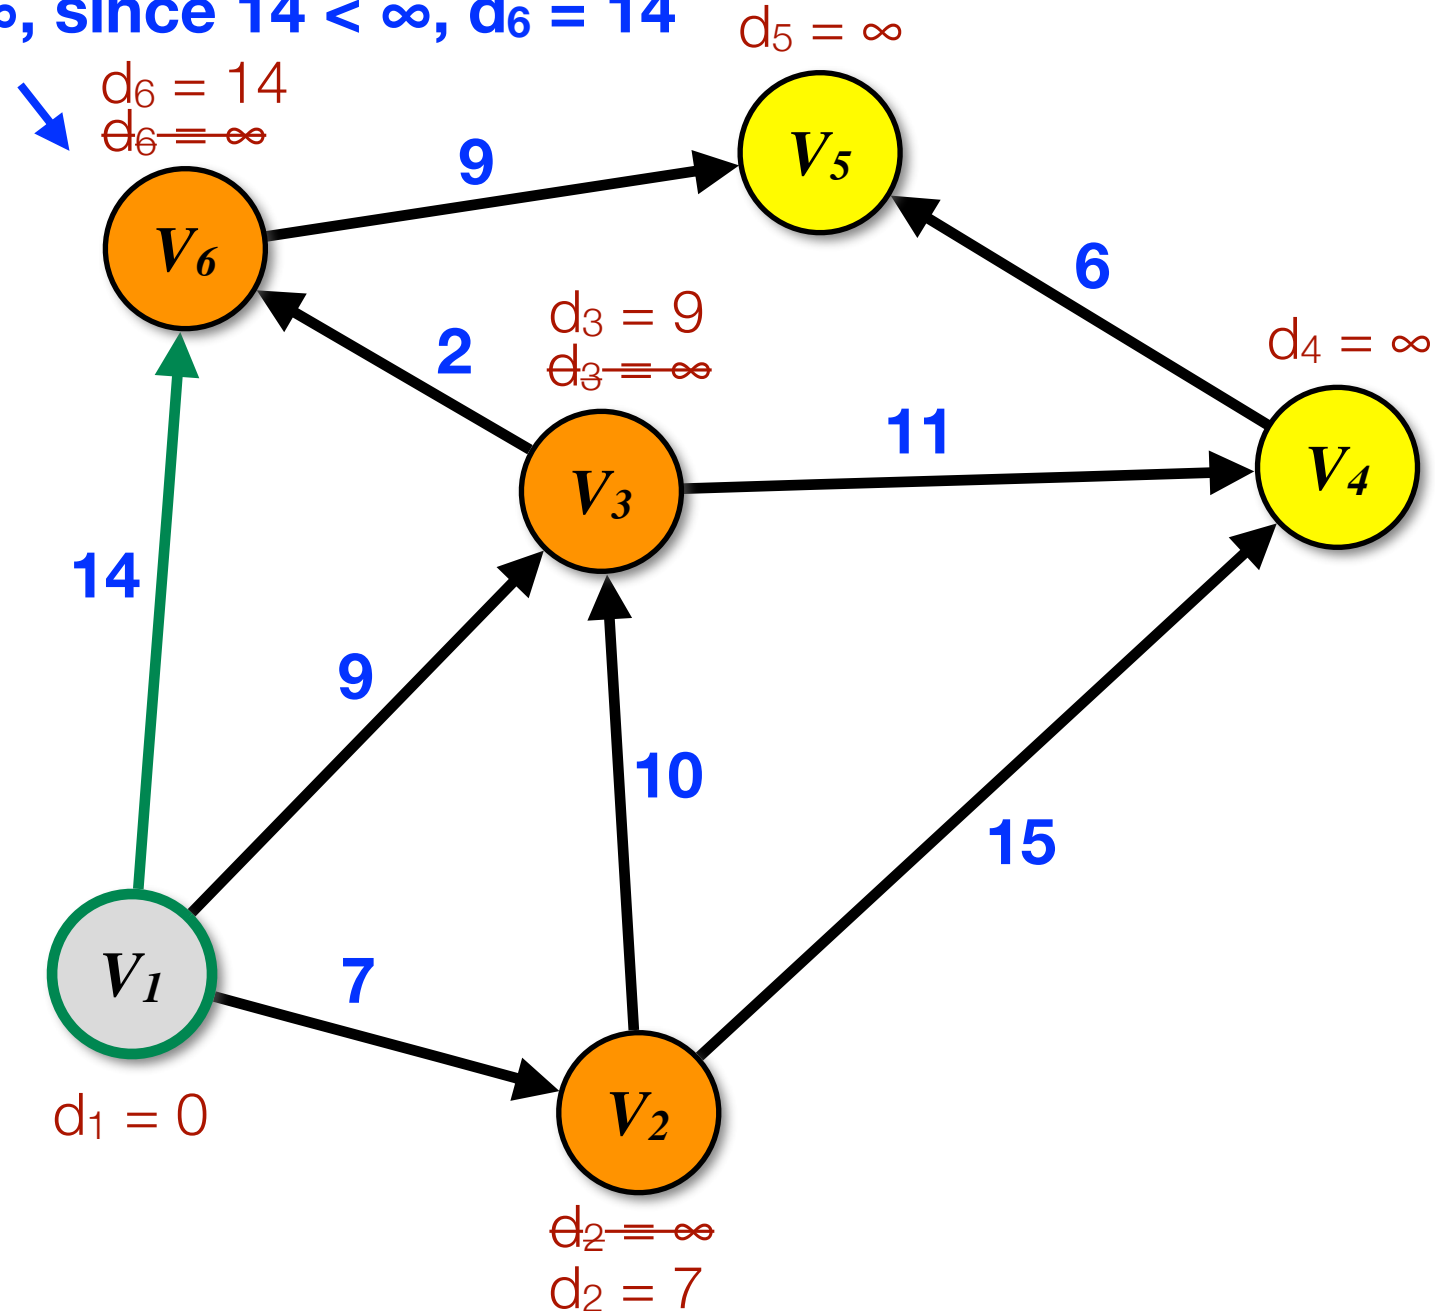 ∞, since 14 < ∞, d6 = 14
d5 = ∞
d6 = 14
d6 = ∞
9
V5
V6
6
d3 = 9
d4 = ∞
2
d3 = ∞
11
V4
V3
14
9
10
15
7
V1
d1 = 0
V2
d2 = ∞
d2 = 7